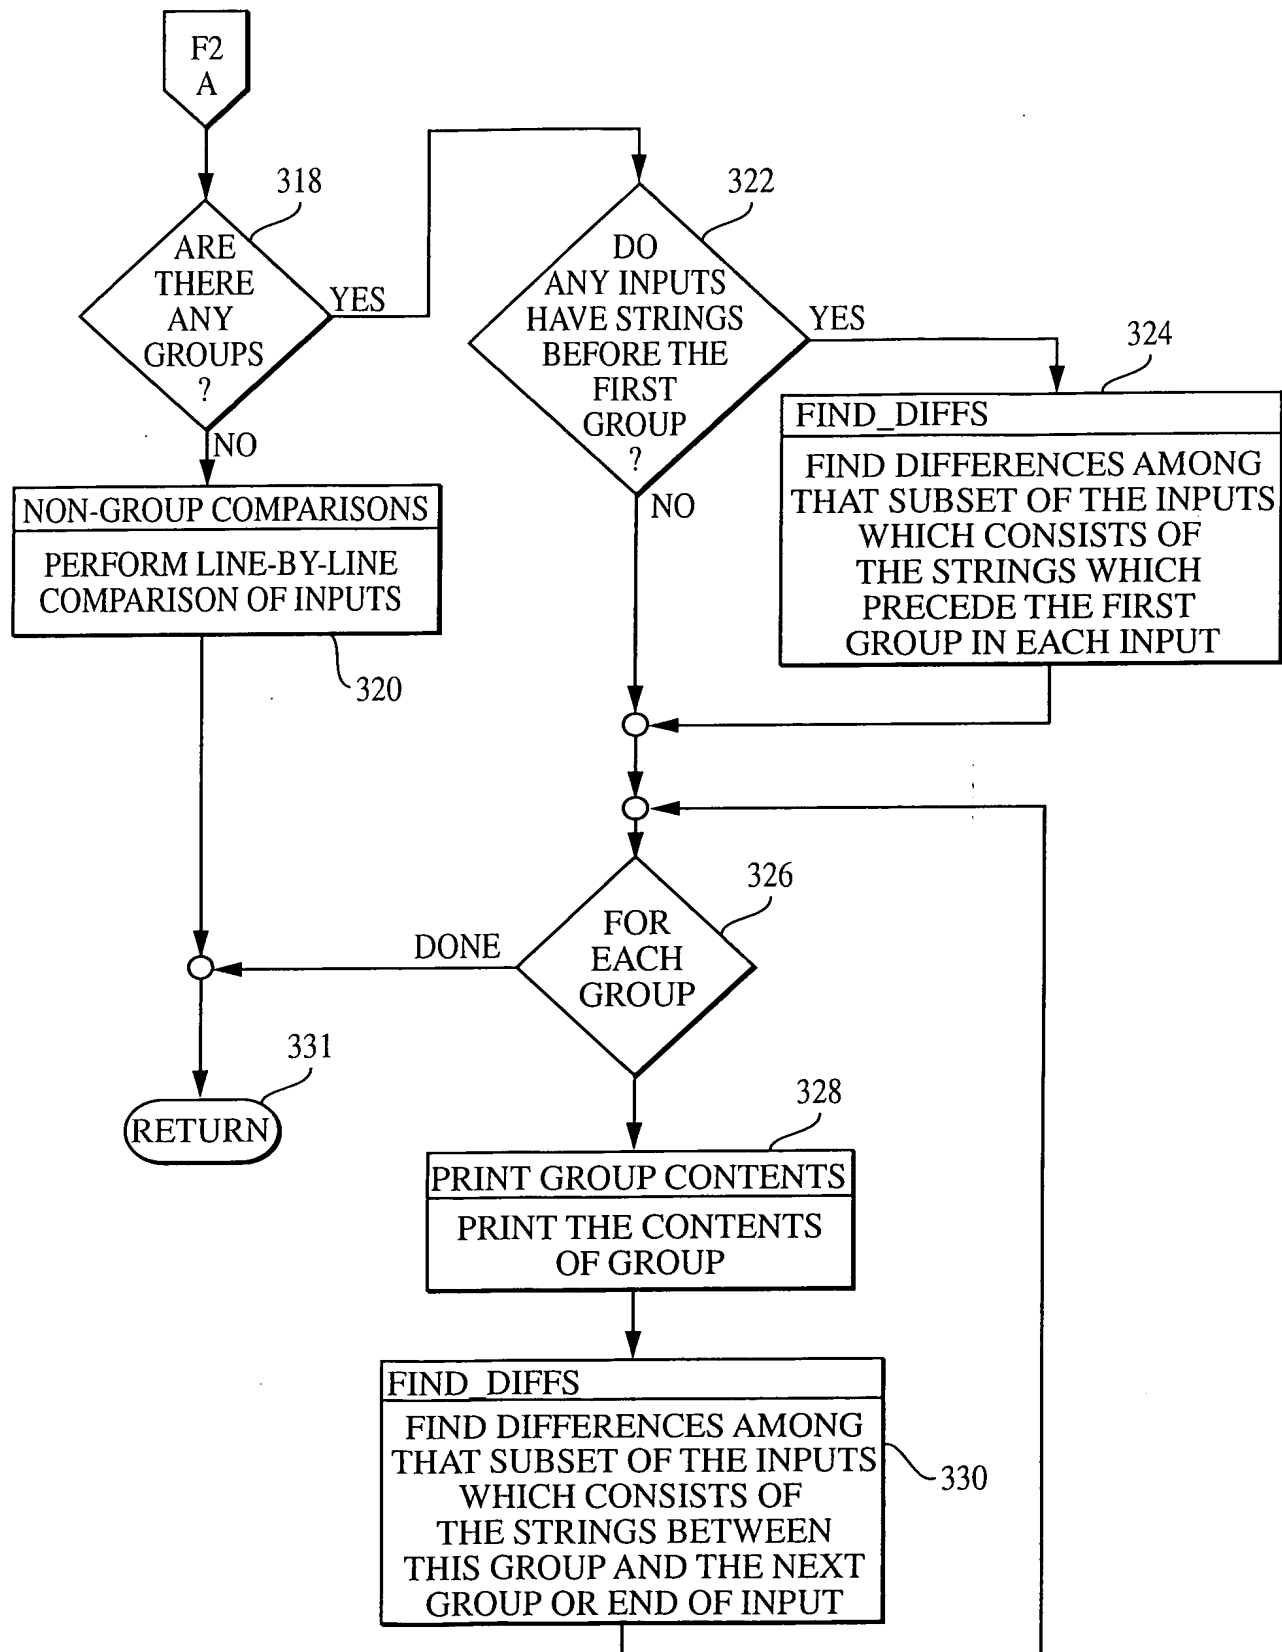 F2
A
318
ARE
THERE
ANY
GROUPS
?
YES
NO
NON-GROUP COMPARISONS
PERFORM LINE-BY-LINE
COMPARISON OF INPUTS
320
322
DO
ANY INPUTS
HAVE STRINGS
BEFORE THE
FIRST
GROUP
?
YES
NO
324
FIND_DIFFS
FIND DIFFERENCES AMONG
THAT SUBSET OF THE INPUTS
WHICH CONSISTS OF
THE STRINGS WHICH
PRECEDE THE FIRST
GROUP IN EACH INPUT
326
FOR
EACH
GROUP
DONE
331
RETURN
328
PRINT GROUP CONTENTS
PRINT THE CONTENTS
OF GROUP
FIND_DIFFS
FIND DIFFERENCES AMONG
THAT SUBSET OF THE INPUTS
WHICH CONSISTS OF
THE STRINGS BETWEEN
THIS GROUP AND THE NEXT
GROUP OR END OF INPUT
330